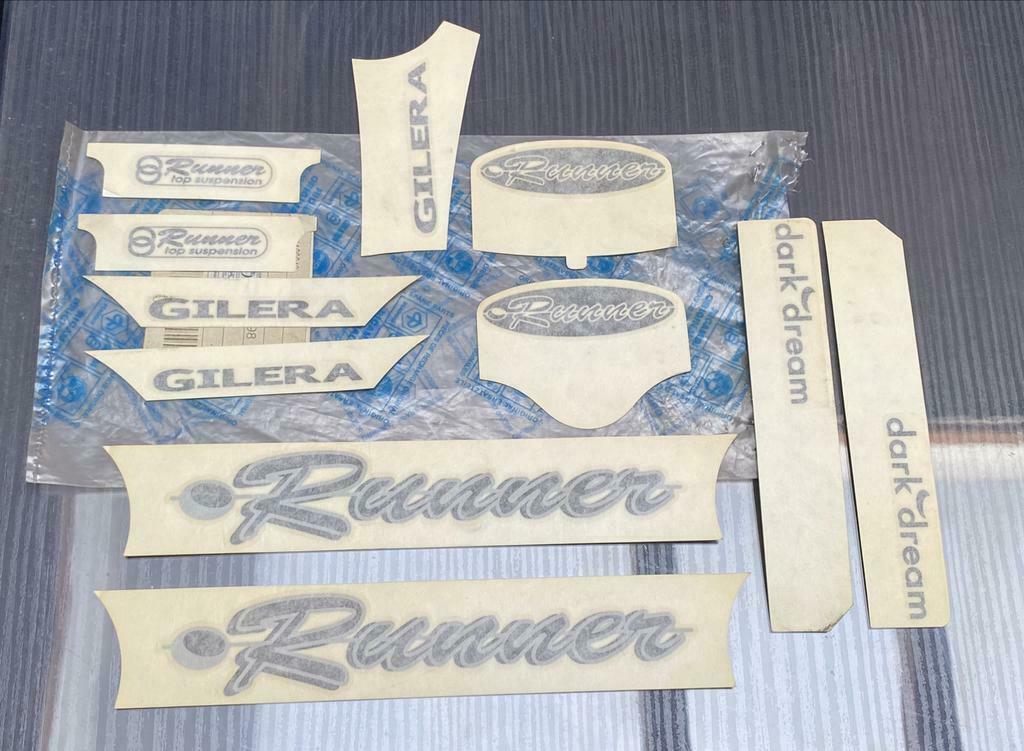 GILERA
Runner
top suspension
Runner
Runner
top suspension
GILERA
GILERA
Runner
dark dream
dark dream
Runner
Runner